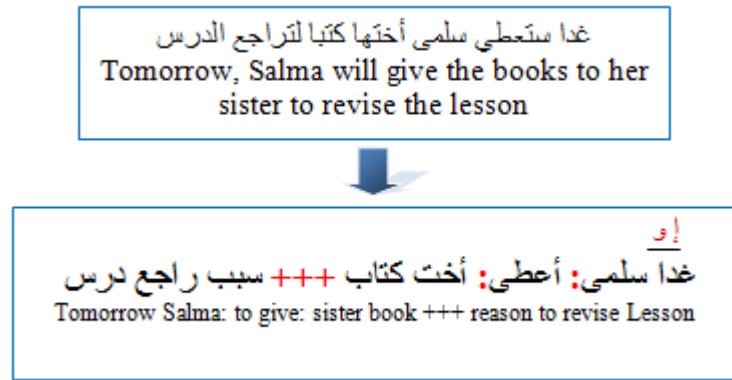 غدا ستعطي سلمى أختها كتبا لتراجع الدرس
Tomorrow, Salma will give the books to her
sister to revise the lesson
إو
غدا سلمى: أعطى: أخت كتاب +++ سبب راجع درس
Tomorrow Salma: to give: sister book +++ reason to revise Lesson